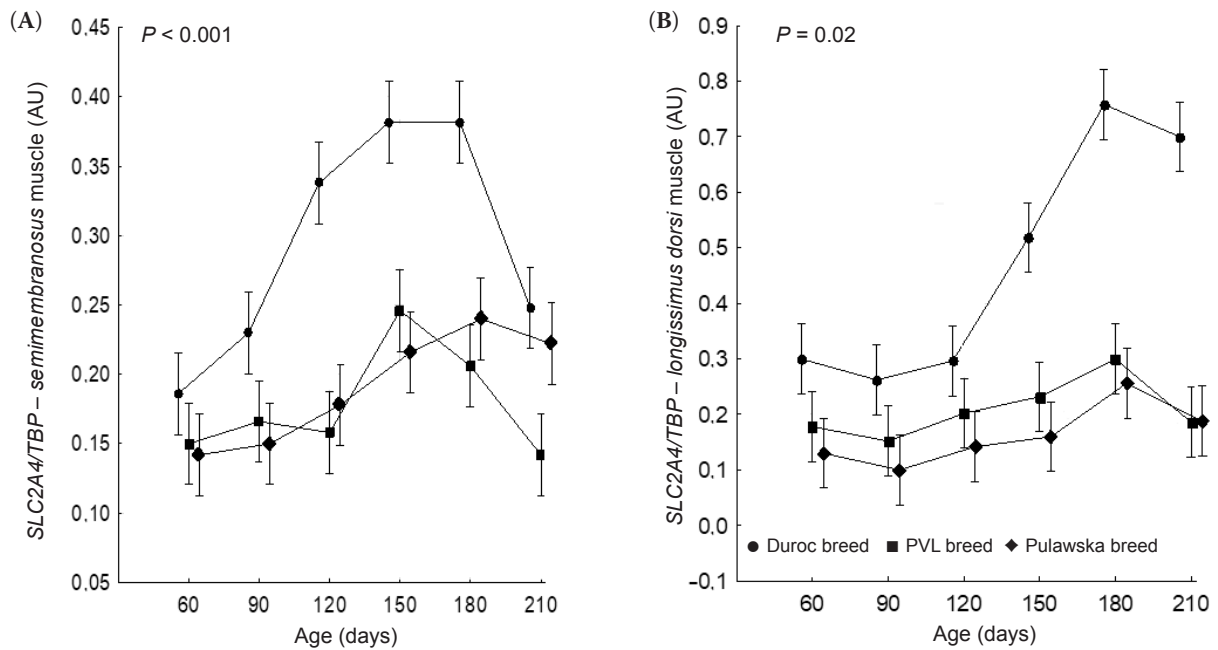 (A)
P < 0.001
SLC2A4/TBP – semimembranosus muscle (AU)
0,45
0,40
0,35
0,30
0,25
0,20
0,15
0,10
0,05
60 90 120 150 180 210
Age (days)
(B)
P = 0.02
SLC2A4/TBP – longissimus dorsi muscle (AU)
0.9
0.8
0.7
0.6
0.5
0.4
0.3
0.2
0.1
0.0
-0.1
Duroc breed PVL breed Pulawska breed
60 90 120 150 180 210
Age (days)